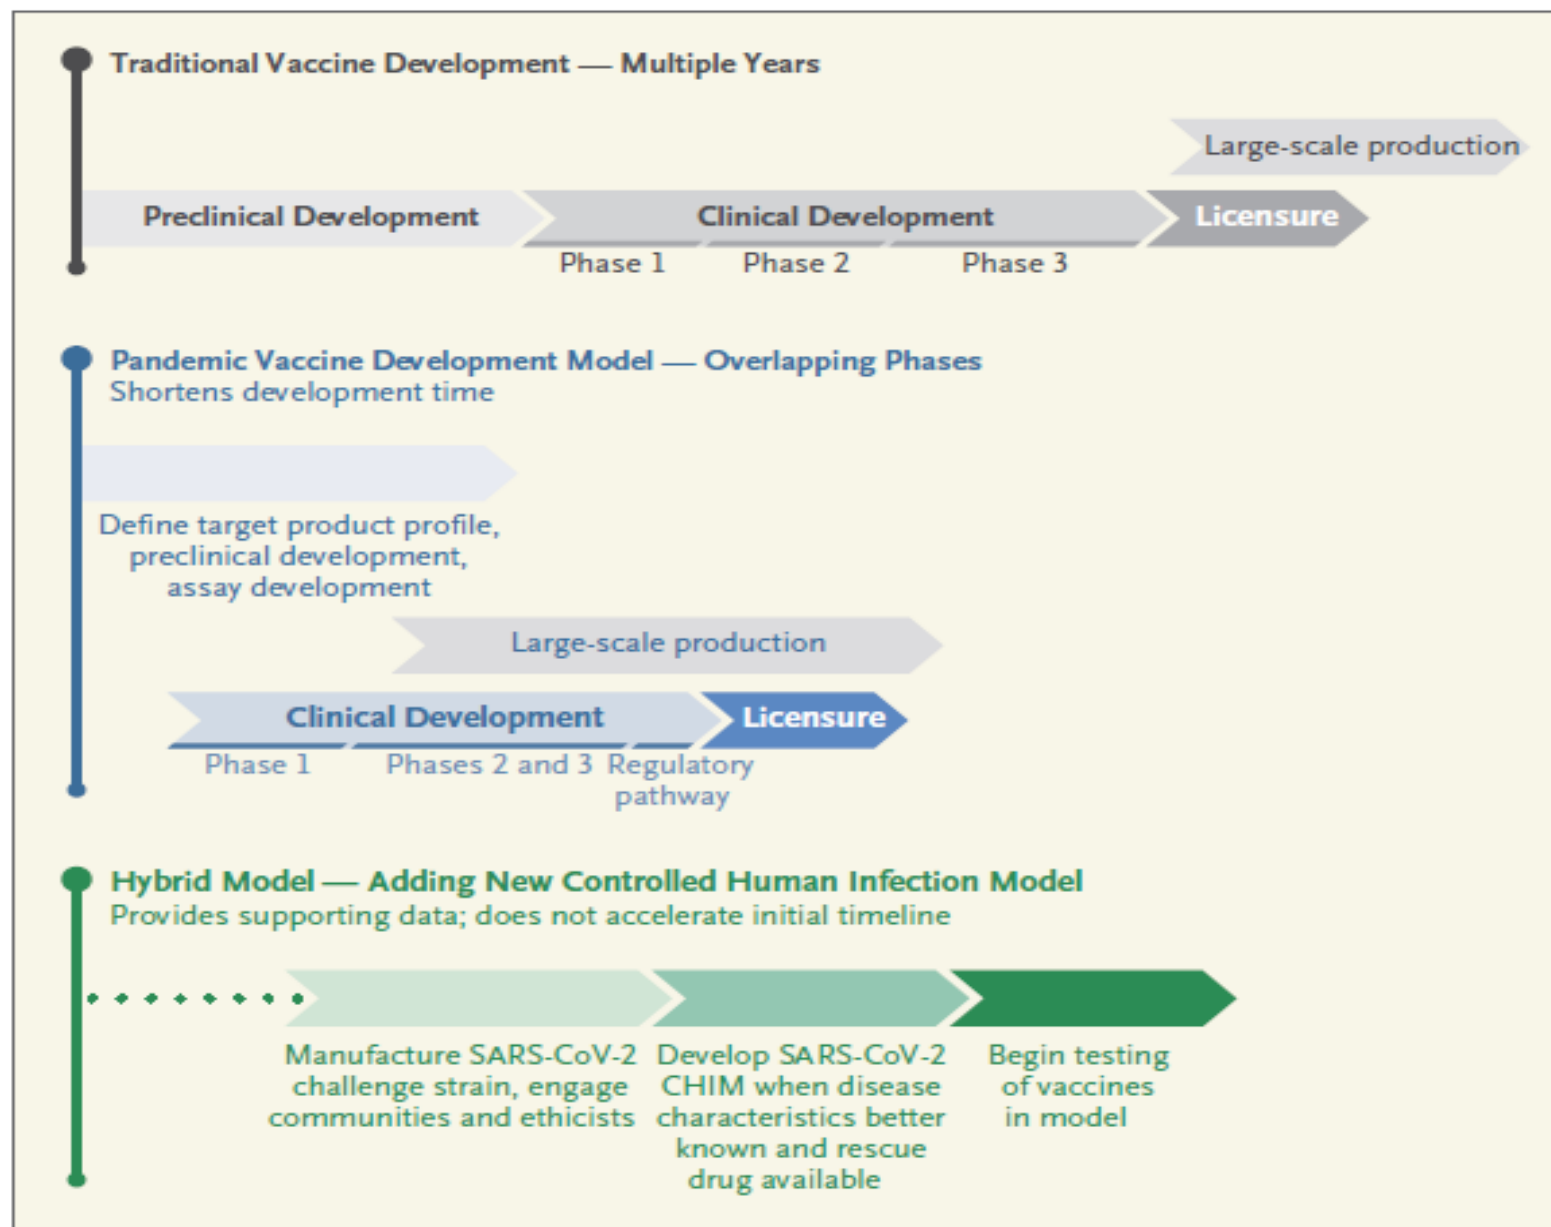 Traditional Vaccine Development — Multiple Years
Large-scale production
Preclinical Development
Clinical Development
Licensure
Phase 1
Phase 2
Phase 3
Pandemic Vaccine Development Model — Overlapping Phases
Shortens development time
Define target product profile,
preclinical development,
assay development
Large-scale production
Clinical Development
Licensure
Phase 1
Phases 2 and 3
Regulatory
pathway
Hybrid Model — Adding New Controlled Human Infection Model
Provides supporting data; does not accelerate initial timeline
Manufacture SARS-CoV-2
challenge strain, engage
communities and ethicists
Develop SARS-CoV-2
CHIM when disease
characteristics better
known and rescue
drug available
Begin testing
of vaccines
in model